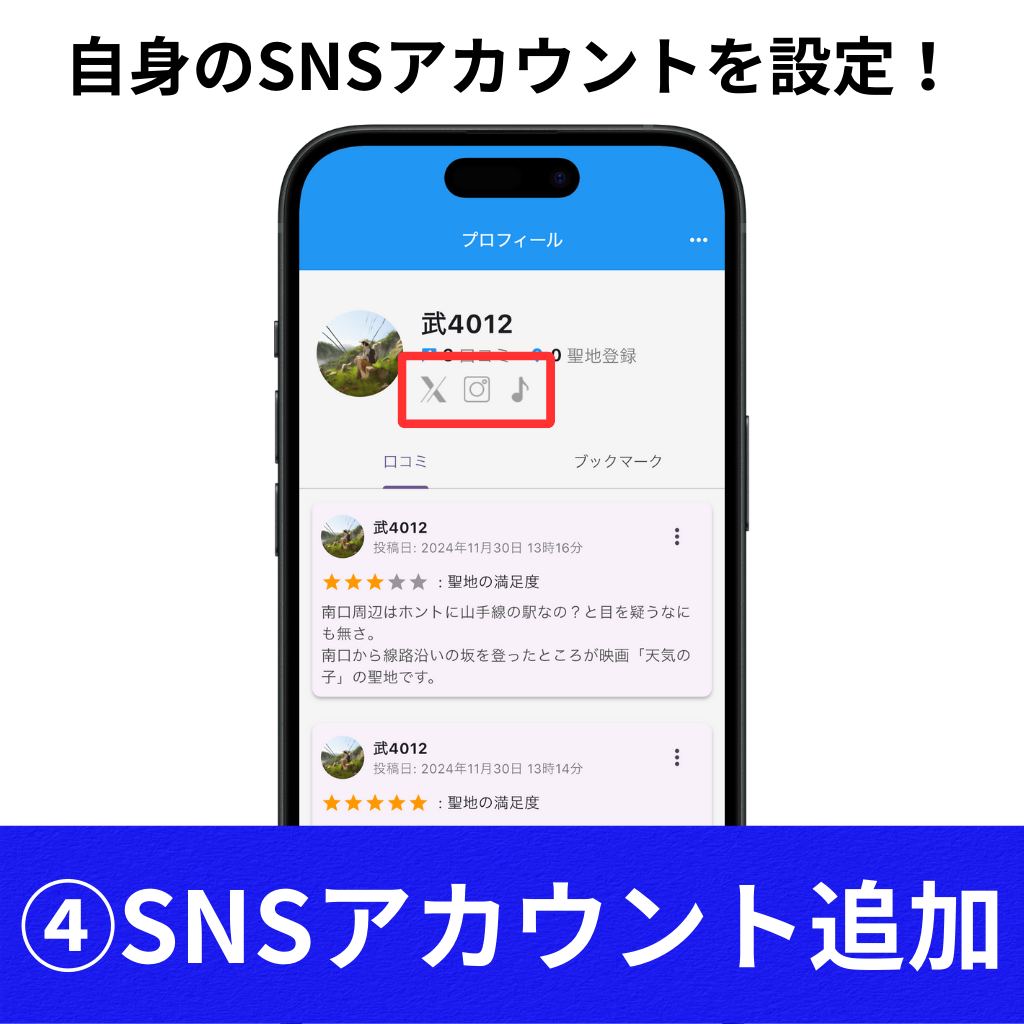 自身のSNSアカウントを設定！
プロフィール
武4012
0 聖地登録
口コミ
ブックマーク
武4012
投稿日: 2024年11月30日 13時16分
: 聖地の満足度
南口周辺はホントに山手線の駅なの？と目を疑うなに
も無さ。
南口から線路沿いの坂を登ったところが映画「天気の
子」の聖地です。
武4012
投稿日: 2024年11月30日 13時14分
: 聖地の満足度
④SNSアカウント追加